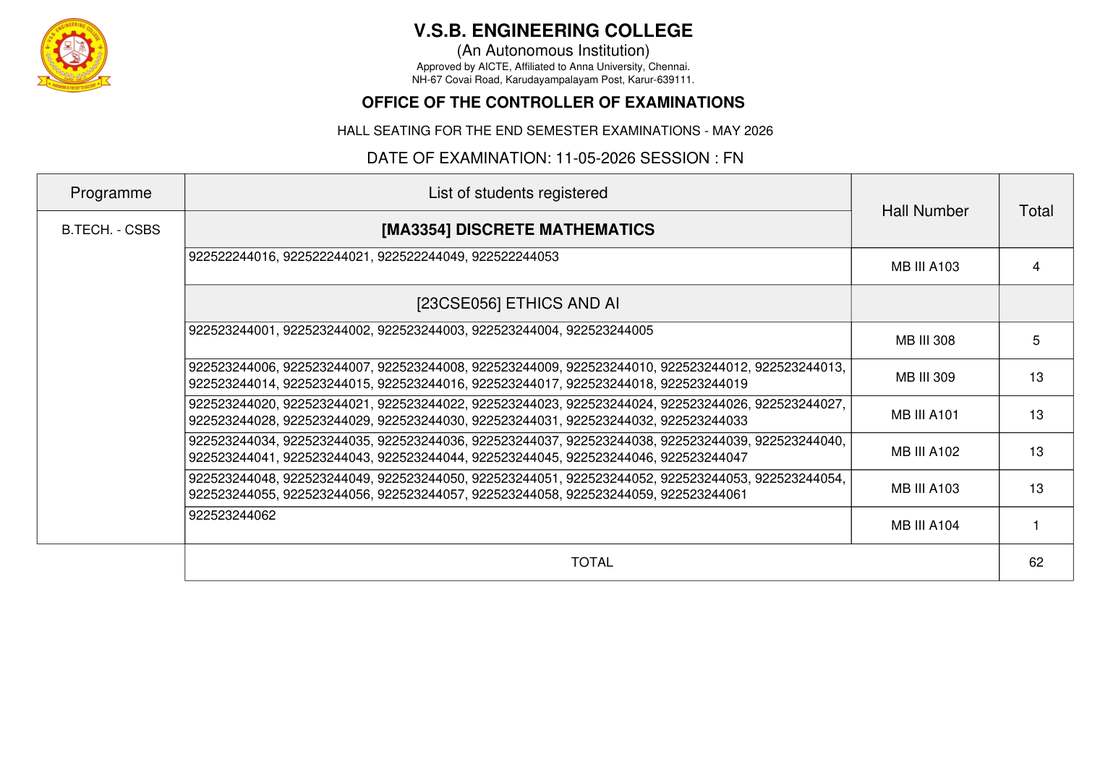 V.S.B. ENGINEERING COLLEGE
(An Autonomous Institution)
Approved by AICTE, Affiliated to Anna University, Chennai.
NH-67 Covai Road, Karudayampalayam Post, Karur-639111.
OFFICE OF THE CONTROLLER OF EXAMINATIONS
HALL SEATING FOR THE END SEMESTER EXAMINATIONS - MAY 2026
DATE OF EXAMINATION: 11-05-2026 SESSION : FN
Programme List of students registered Hall Number Total
B.TECH. - CSBS [MA3354] DISCRETE MATHEMATICS
922522244016, 922522244021, 922522244049, 922522244053 MB III A103 4
[23CSE056] ETHICS AND AI
922523244001, 922523244002, 922523244003, 922523244004, 922523244005 MB III 308 5
922523244006, 922523244007, 922523244008, 922523244009, 922523244010, 922523244012, 922523244013,
922523244014, 922523244015, 922523244016, 922523244017, 922523244018, 922523244019 MB III 309 13
922523244020, 922523244021, 922523244022, 922523244023, 922523244024, 922523244026, 922523244027,
922523244028, 922523244029, 922523244030, 922523244031, 922523244032, 922523244033 MB III A101 13
922523244034, 922523244035, 922523244036, 922523244037, 922523244038, 922523244039, 922523244040,
922523244041, 922523244043, 922523244044, 922523244045, 922523244046, 922523244047 MB III A102 13
922523244048, 922523244049, 922523244050, 922523244051, 922523244052, 922523244053, 922523244054,
922523244055, 922523244056, 922523244057, 922523244058, 922523244059, 922523244061 MB III A103 13
922523244062 MB III A104 1
TOTAL 62